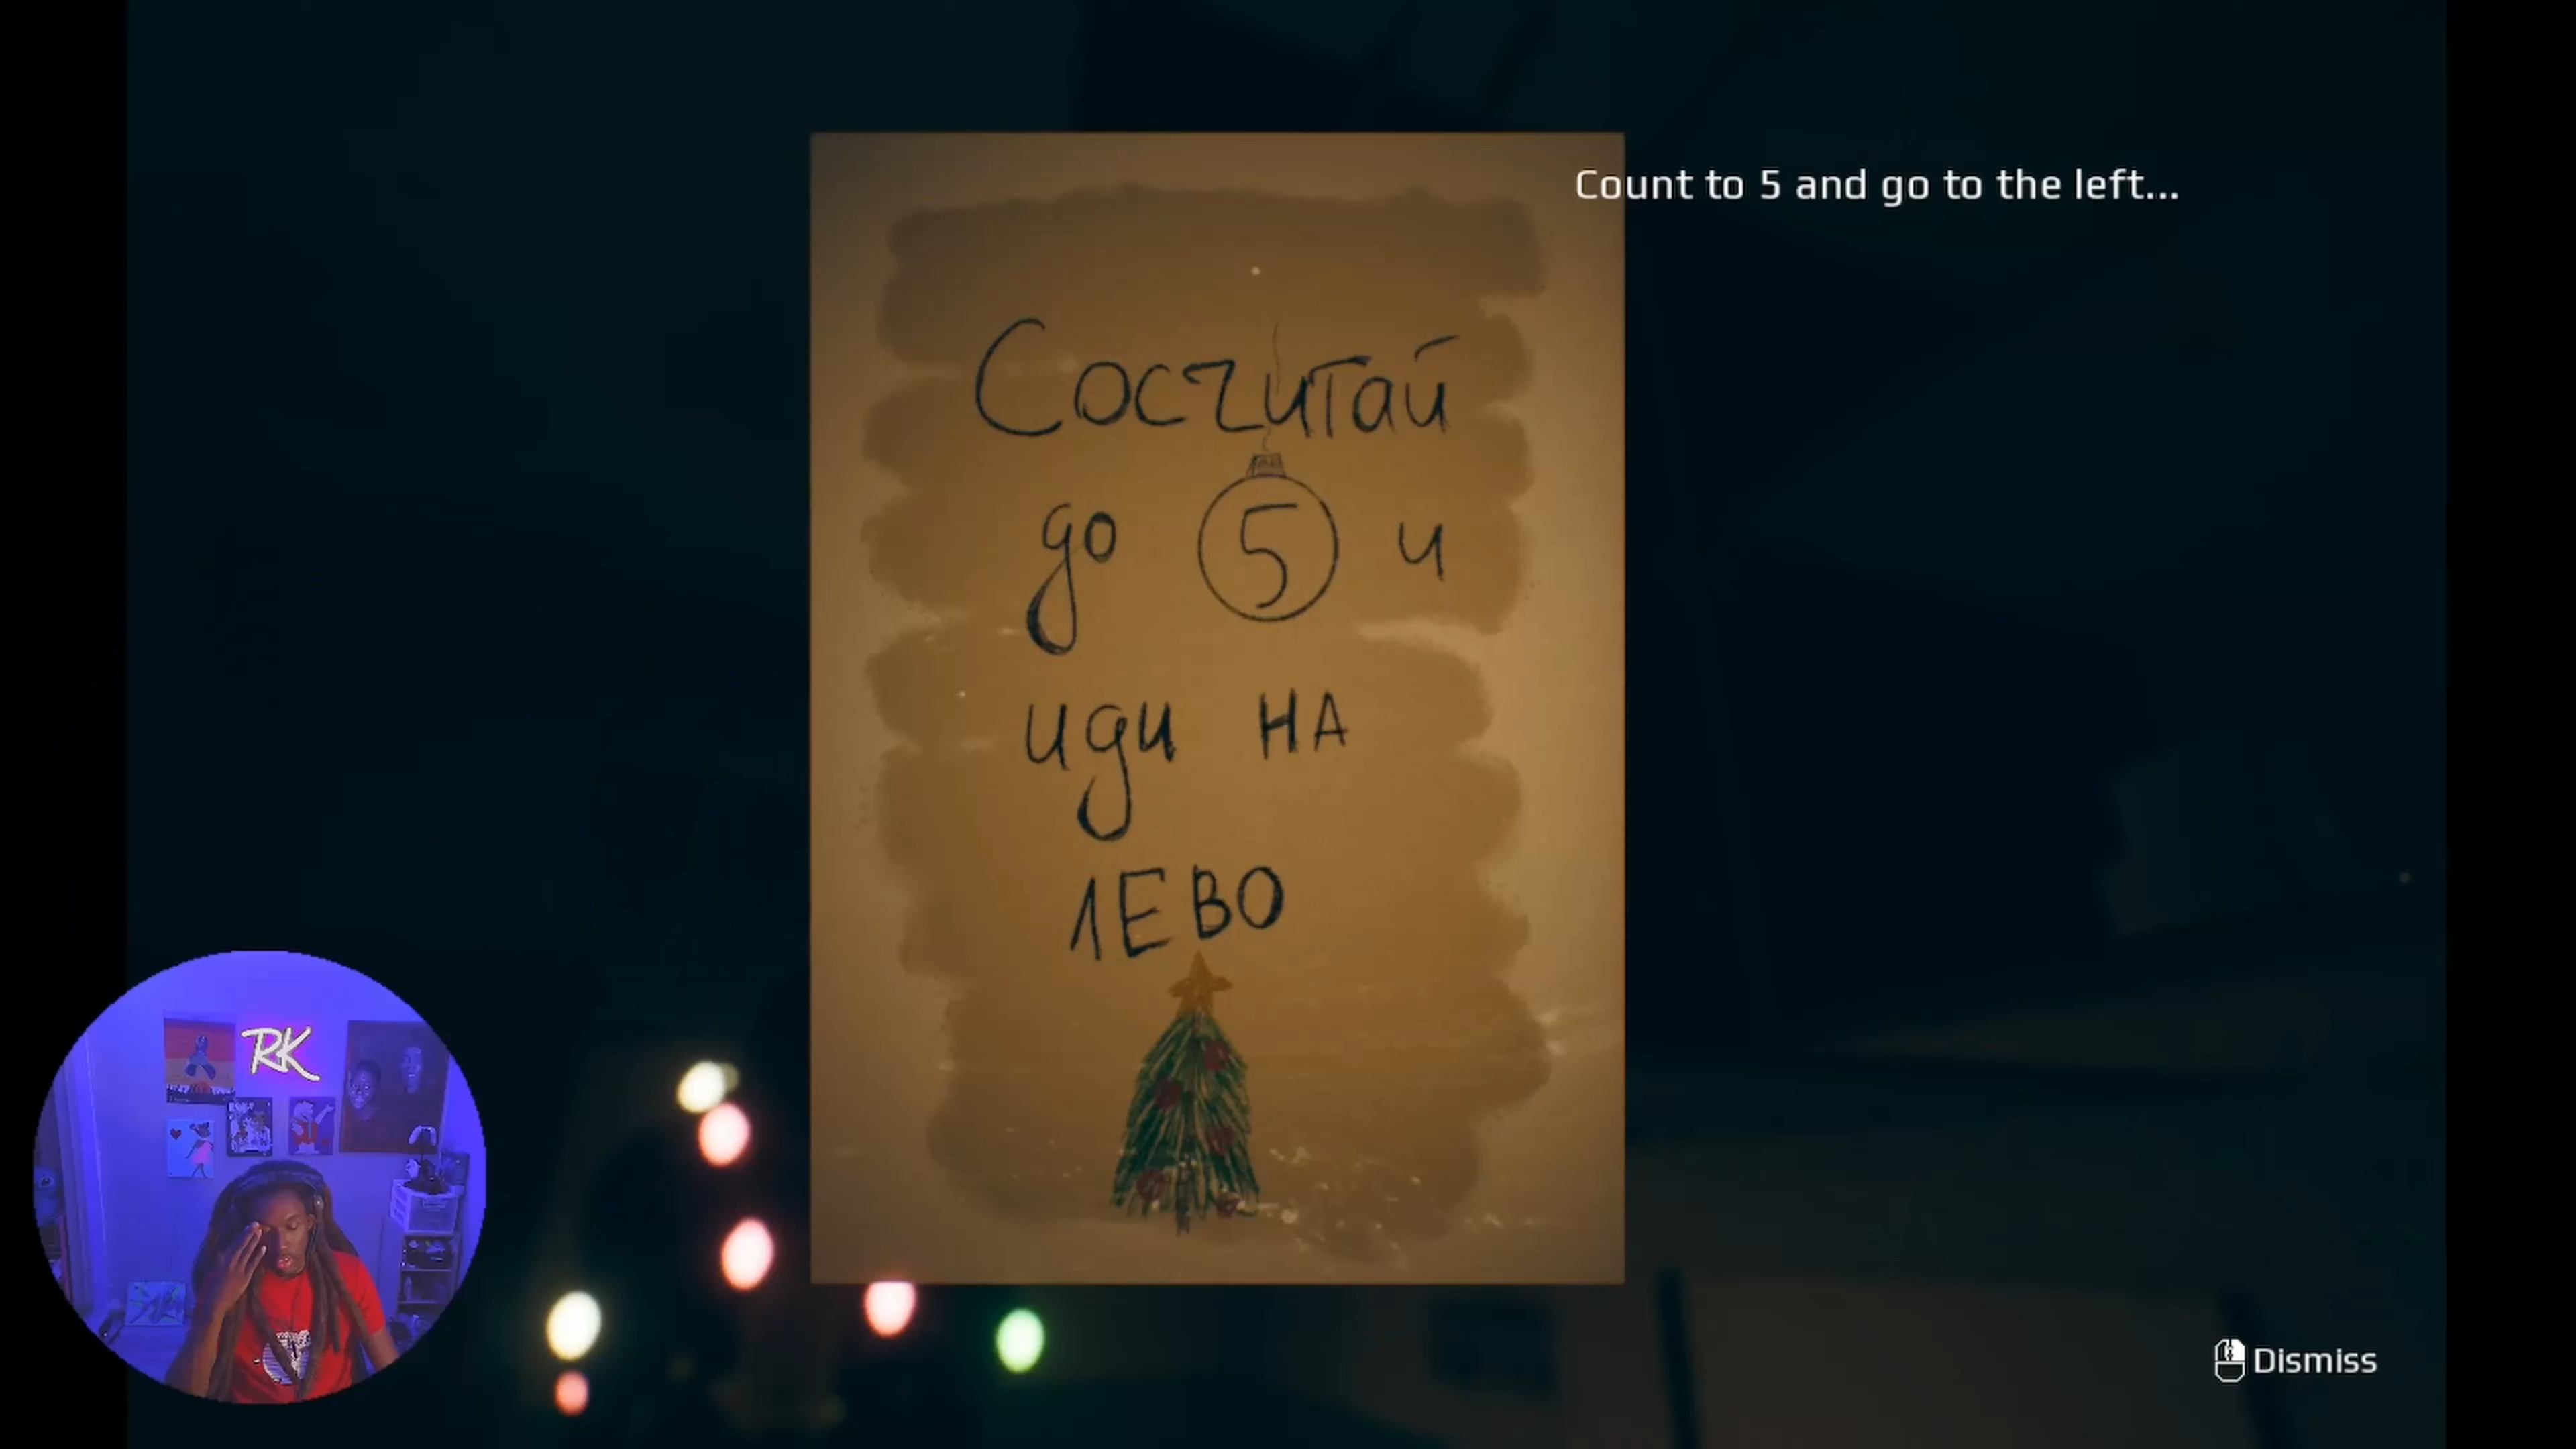 Count to 5 and go to the left...
Сосчитай
до 5 и
иди НА
ЛЕВО
RK
Dismiss